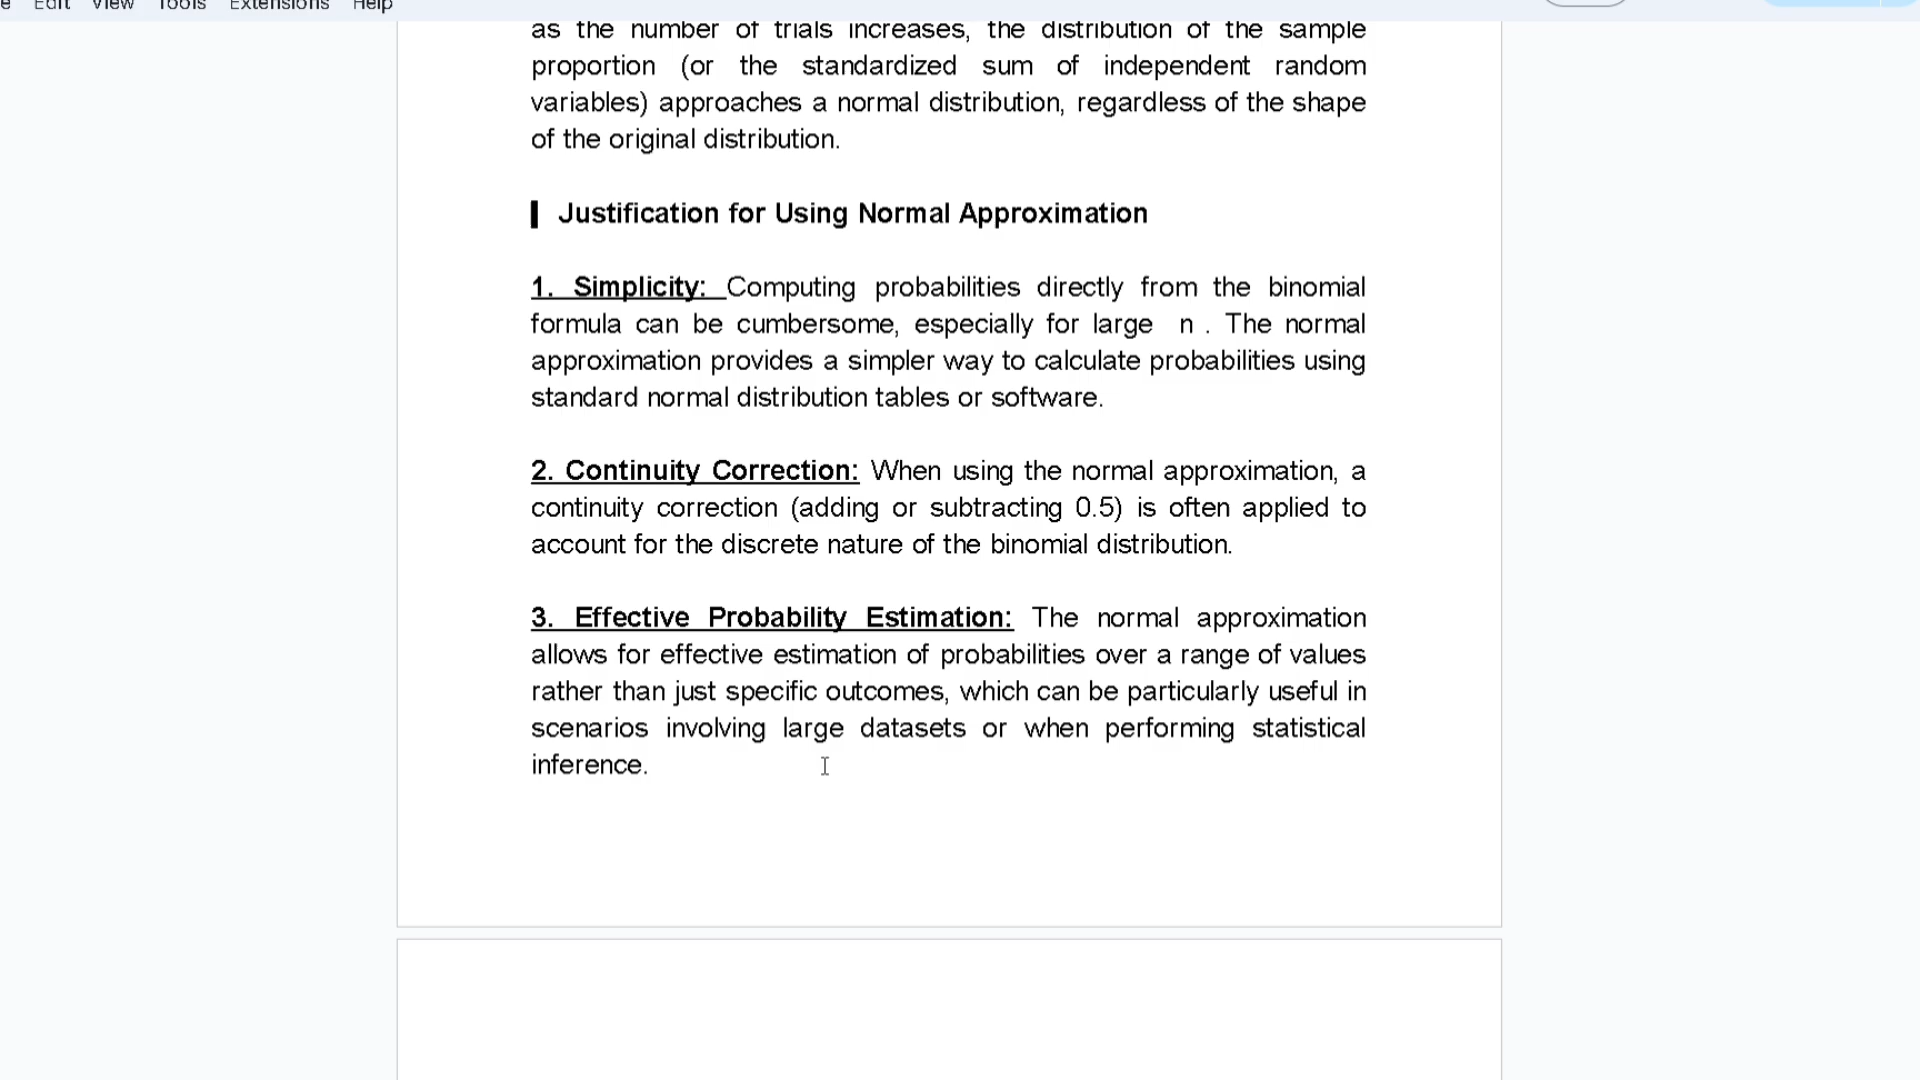 Edit View Tools Extensions Help
as the number of trials increases, the distribution of the sample
proportion (or the standardized sum of independent random
variables) approaches a normal distribution, regardless of the shape
of the original distribution.
Justification for Using Normal Approximation
1. Simplicity: Computing probabilities directly from the binomial
formula can be cumbersome, especially for large n . The normal
approximation provides a simpler way to calculate probabilities using
standard normal distribution tables or software.
2. Continuity Correction: When using the normal approximation, a
continuity correction (adding or subtracting 0.5) is often applied to
account for the discrete nature of the binomial distribution.
3. Effective Probability Estimation: The normal approximation
allows for effective estimation of probabilities over a range of values
rather than just specific outcomes, which can be particularly useful in
scenarios involving large datasets or when performing statistical
inference.